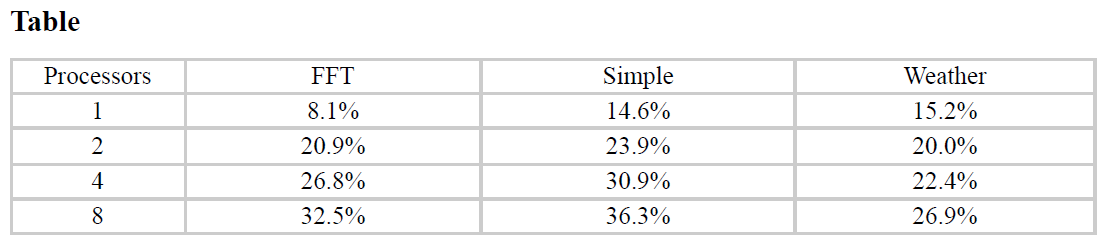 Table
Processors FFT Simple Weather
1 8.1% 14.6% 15.2%
2 20.9% 23.9% 20.0%
4 26.8% 30.9% 22.4%
8 32.5% 36.3% 26.9%